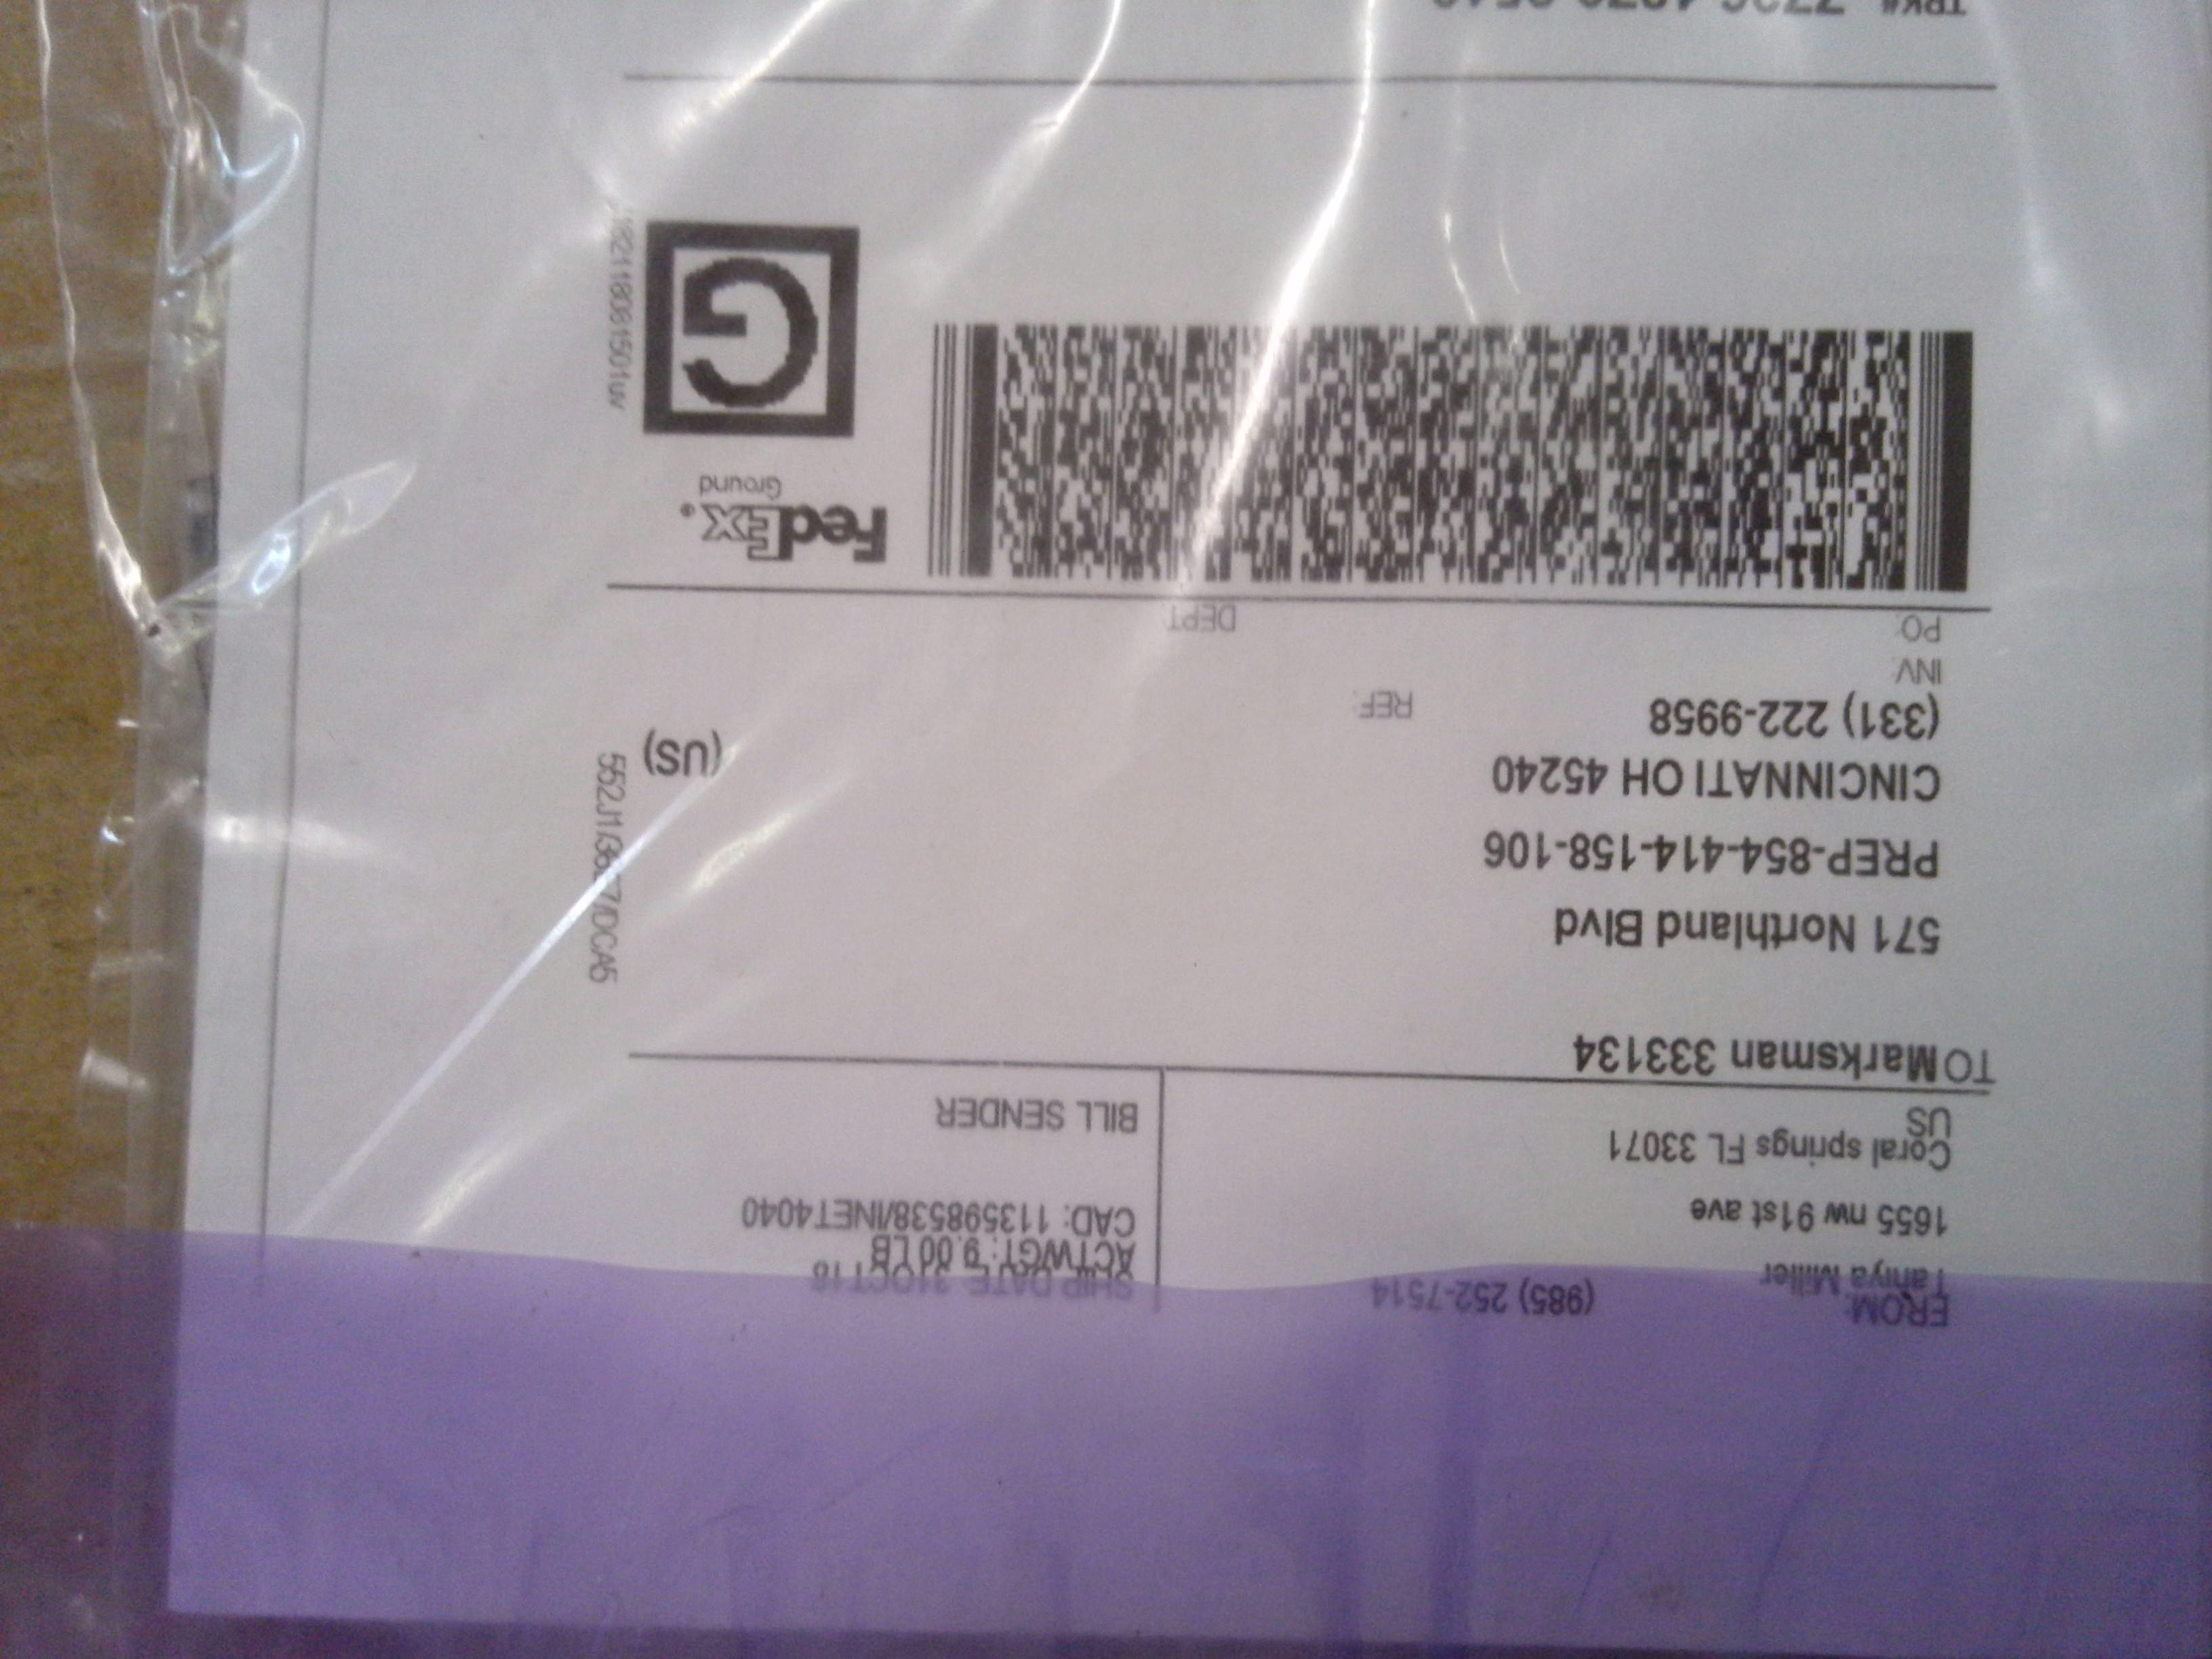 FROM: (985) 252-7514
Tahiya Miller
1655 nw 91st ave
Coral springs FL 33071
US
SHIP DATE: 31OCT18
ACTWGT: 9.00 LB
CAD: 113598538/INET4040
BILL SENDER
TO Marksman 333134
571 Northland Blvd
PREP-854-414-158-106
CINCINNATI OH 45240
(US)
(331) 222-9958
REF:
INV:
PO:
DEPT:
FedEx®
Ground
G
TRK#